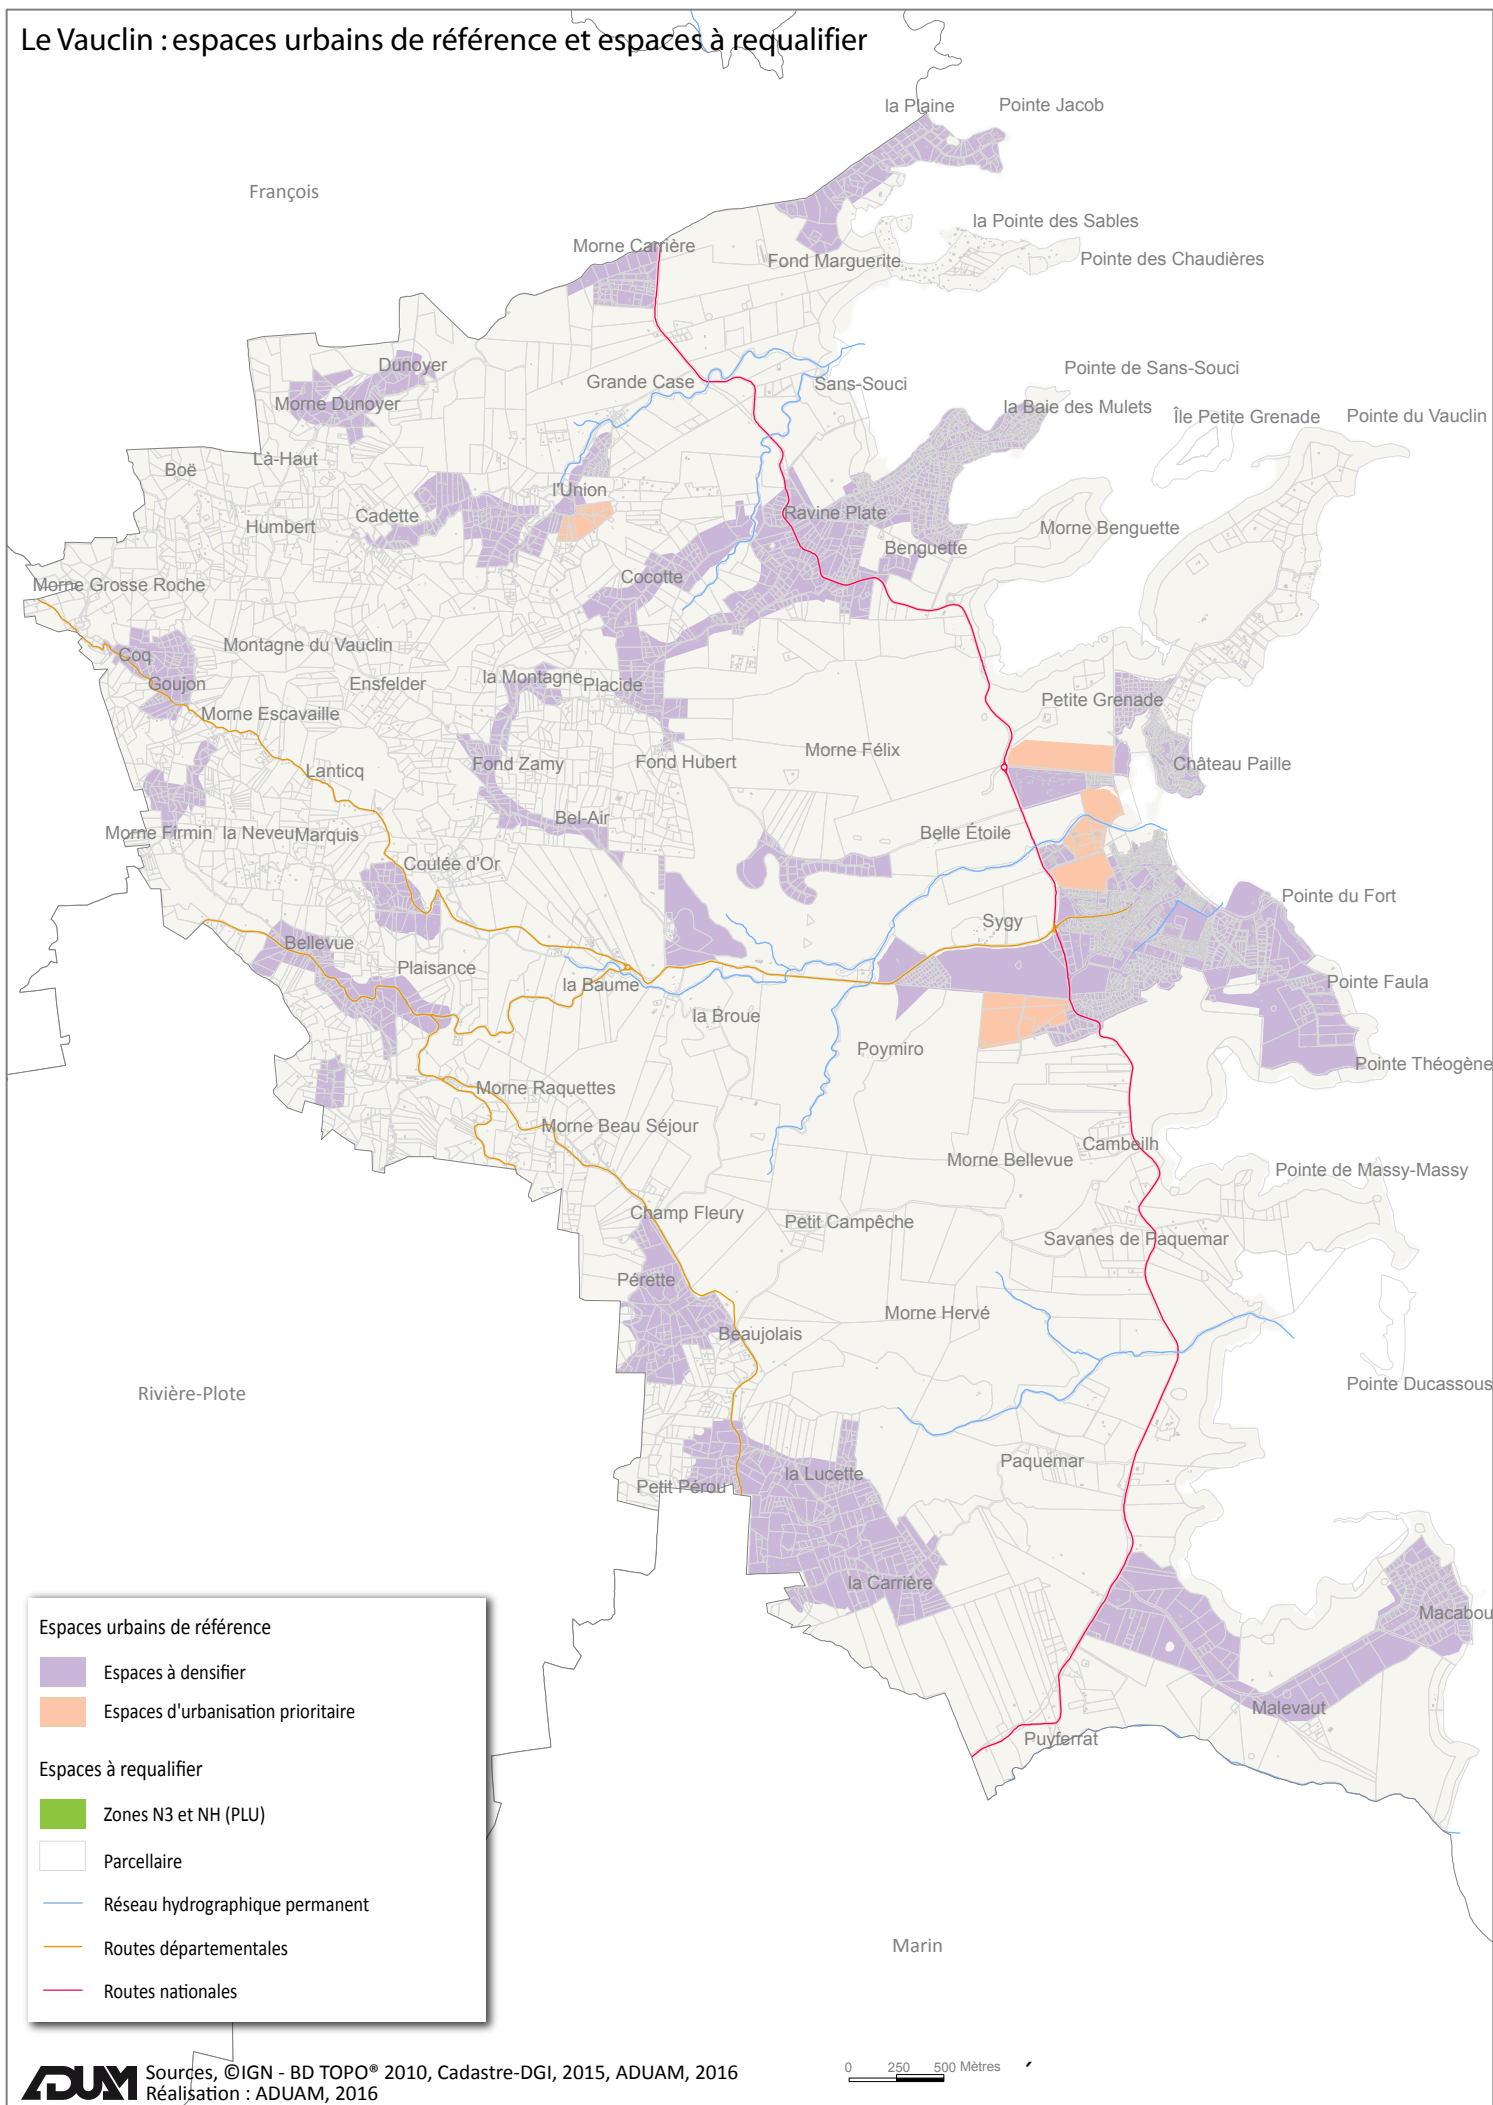 Le Vauclin : espaces urbains de référence et espaces à requalifier
la Plaine
Pointe Jacob
François
la Pointe des Sables
Morne Carrière
Fond Marguerite
Pointe des Chaudières
Dunoyer
Grande Case
Sans-Souci
Pointe de Sans-Souci
Morne Dunoyer
la Baie des Mulets
Île Petite Grenade
Pointe du Vauclin
Là-Haut
Boë
l'Union
Cadette
Humbert
Ravine Plate
Morne Benguette
Benguette
Morne Grosse Roche
Cocotte
Coq
Montagne du Vauclin
Goujon
Ensfelder
la Montagne
Placide
Petite Grenade
Morne Escavaille
Morne Félix
Lanticq
Fond Zamy
Fond Hubert
Château Paille
Bel-Air
Morne Firmin
la Neveu
Marquis
Belle Étoile
Coulée d'Or
Pointe du Fort
Sygy
Bellevue
Plaisance
la Baume
Pointe Faula
la Broue
Poymiro
Pointe Théogène
Morne Raquettes
Morne Beau Séjour
Cambeilh
Morne Bellevue
Pointe de Massy-Massy
Champ Fleury
Petit Campêche
Savanes de Paquemar
Pérette
Morne Hervé
Beaujolais
Rivière-Plote
Pointe Ducassous
Paquemar
la Lucette
Petit Pérou
la Carrière
Macabou
Malevaut
Puyferrat
Marin
Espaces urbains de référence
Espaces à densifier
Espaces d'urbanisation prioritaire
Espaces à requalifier
Zones N3 et NH (PLU)
Parcellaire
Réseau hydrographique permanent
Routes départementales
Routes nationales
ADUAM
Sources, ©IGN - BD TOPO® 2010, Cadastre-DGI, 2015, ADUAM, 2016
Réalisation : ADUAM, 2016
0 250 500 Mètres